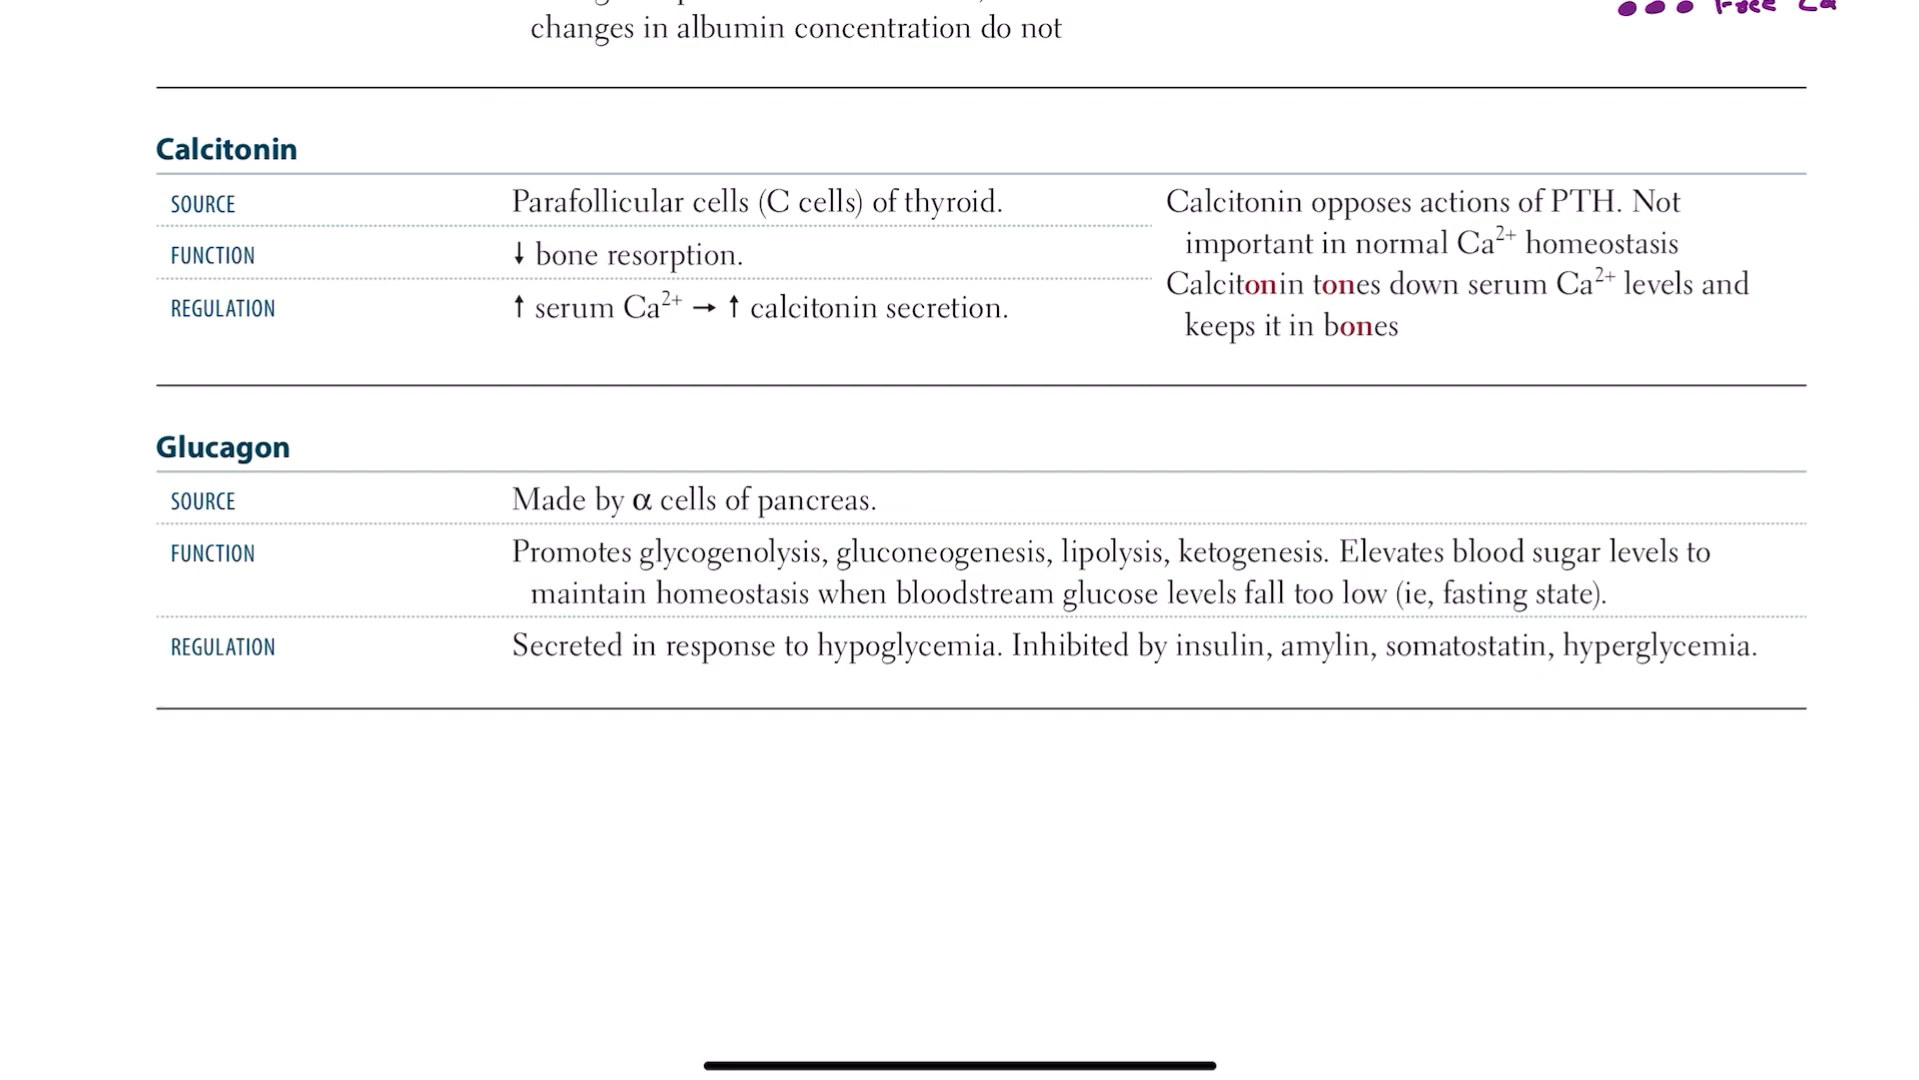 Free Ca
changes in albumin concentration do not
Calcitonin
SOURCE
Parafollicular cells (C cells) of thyroid.
FUNCTION
↓ bone resorption.
REGULATION
↑ serum Ca²⁺ → ↑ calcitonin secretion.
Calcitonin opposes actions of PTH. Not
important in normal Ca²⁺ homeostasis
Calcitonin tones down serum Ca²⁺ levels and
keeps it in bones
Glucagon
SOURCE
Made by α cells of pancreas.
FUNCTION
Promotes glycogenolysis, gluconeogenesis, lipolysis, ketogenesis. Elevates blood sugar levels to
maintain homeostasis when bloodstream glucose levels fall too low (ie, fasting state).
REGULATION
Secreted in response to hypoglycemia. Inhibited by insulin, amylin, somatostatin, hyperglycemia.